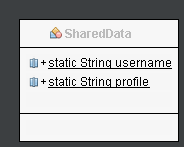 SharedData
+ static String username
+ static String profile